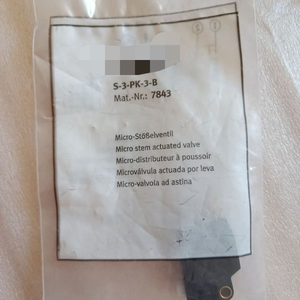 S-3-PK-3-B
Mat.-Nr.: 7843
Micro-Stößelventil
Micro stem actuated valve
Micro-distributeur à poussoir
Microválvula actuada por leva
Micro-valvola ad astina